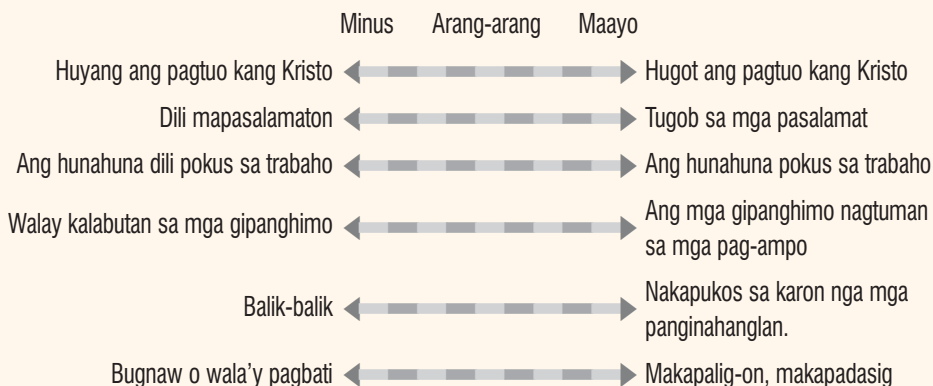 Minus Arang-arang Maayo
Huyang ang pagtuo kang Kristo Hugot ang pagtuo kang Kristo
Dili mapasalamaton Tugob sa mga pasalamat
Ang hunahuna dili pokus sa trabaho Ang hunahuna pokus sa trabaho
Walay kalabutan sa mga gipanghimo Ang mga gipanghimo nagtuman
sa mga pag-ampo
Balik-balik Nakapukos sa karon nga mga
panginahanglan.
Bugnaw o wala'y pagbati Makapalig-on, makapadasig